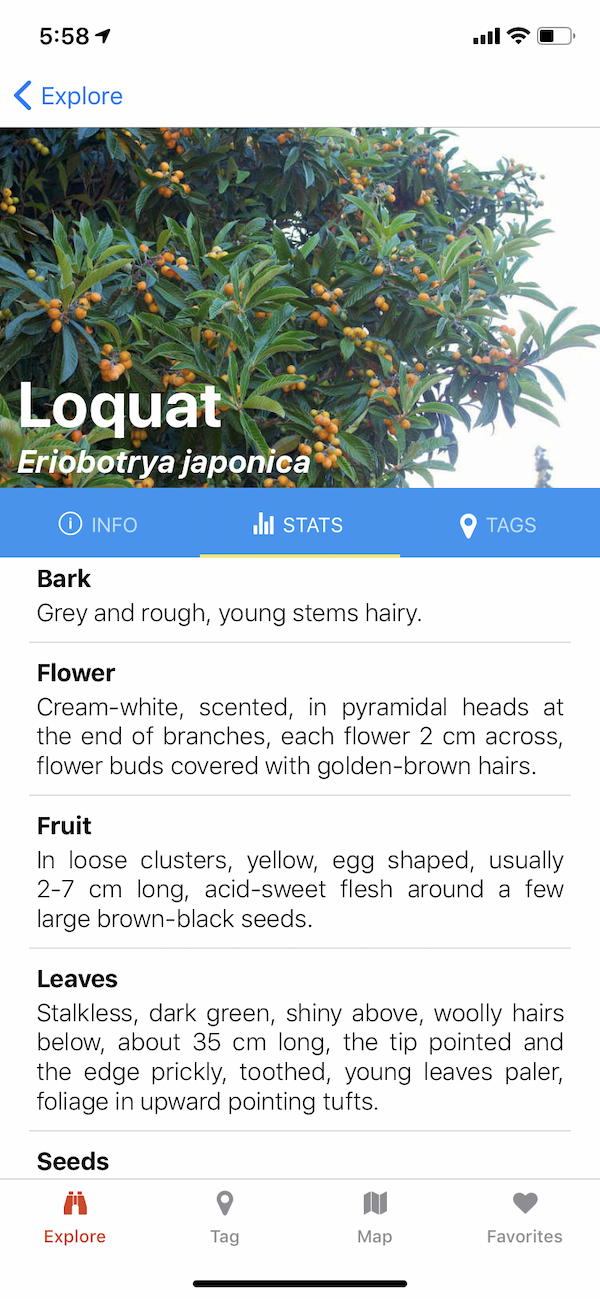 5:58
Explore
Loquat
Eriobotrya japonica
INFO
STATS
TAGS
Bark
Grey and rough, young stems hairy.
Flower
Cream-white, scented, in pyramidal heads at
the end of branches, each flower 2 cm across,
flower buds covered with golden-brown hairs.
Fruit
In loose clusters, yellow, egg shaped, usually
2-7 cm long, acid-sweet flesh around a few
large brown-black seeds.
Leaves
Stalkless, dark green, shiny above, woolly hairs
below, about 35 cm long, the tip pointed and
the edge prickly, toothed, young leaves paler,
foliage in upward pointing tufts.
Seeds
Explore
Tag
Map
Favorites